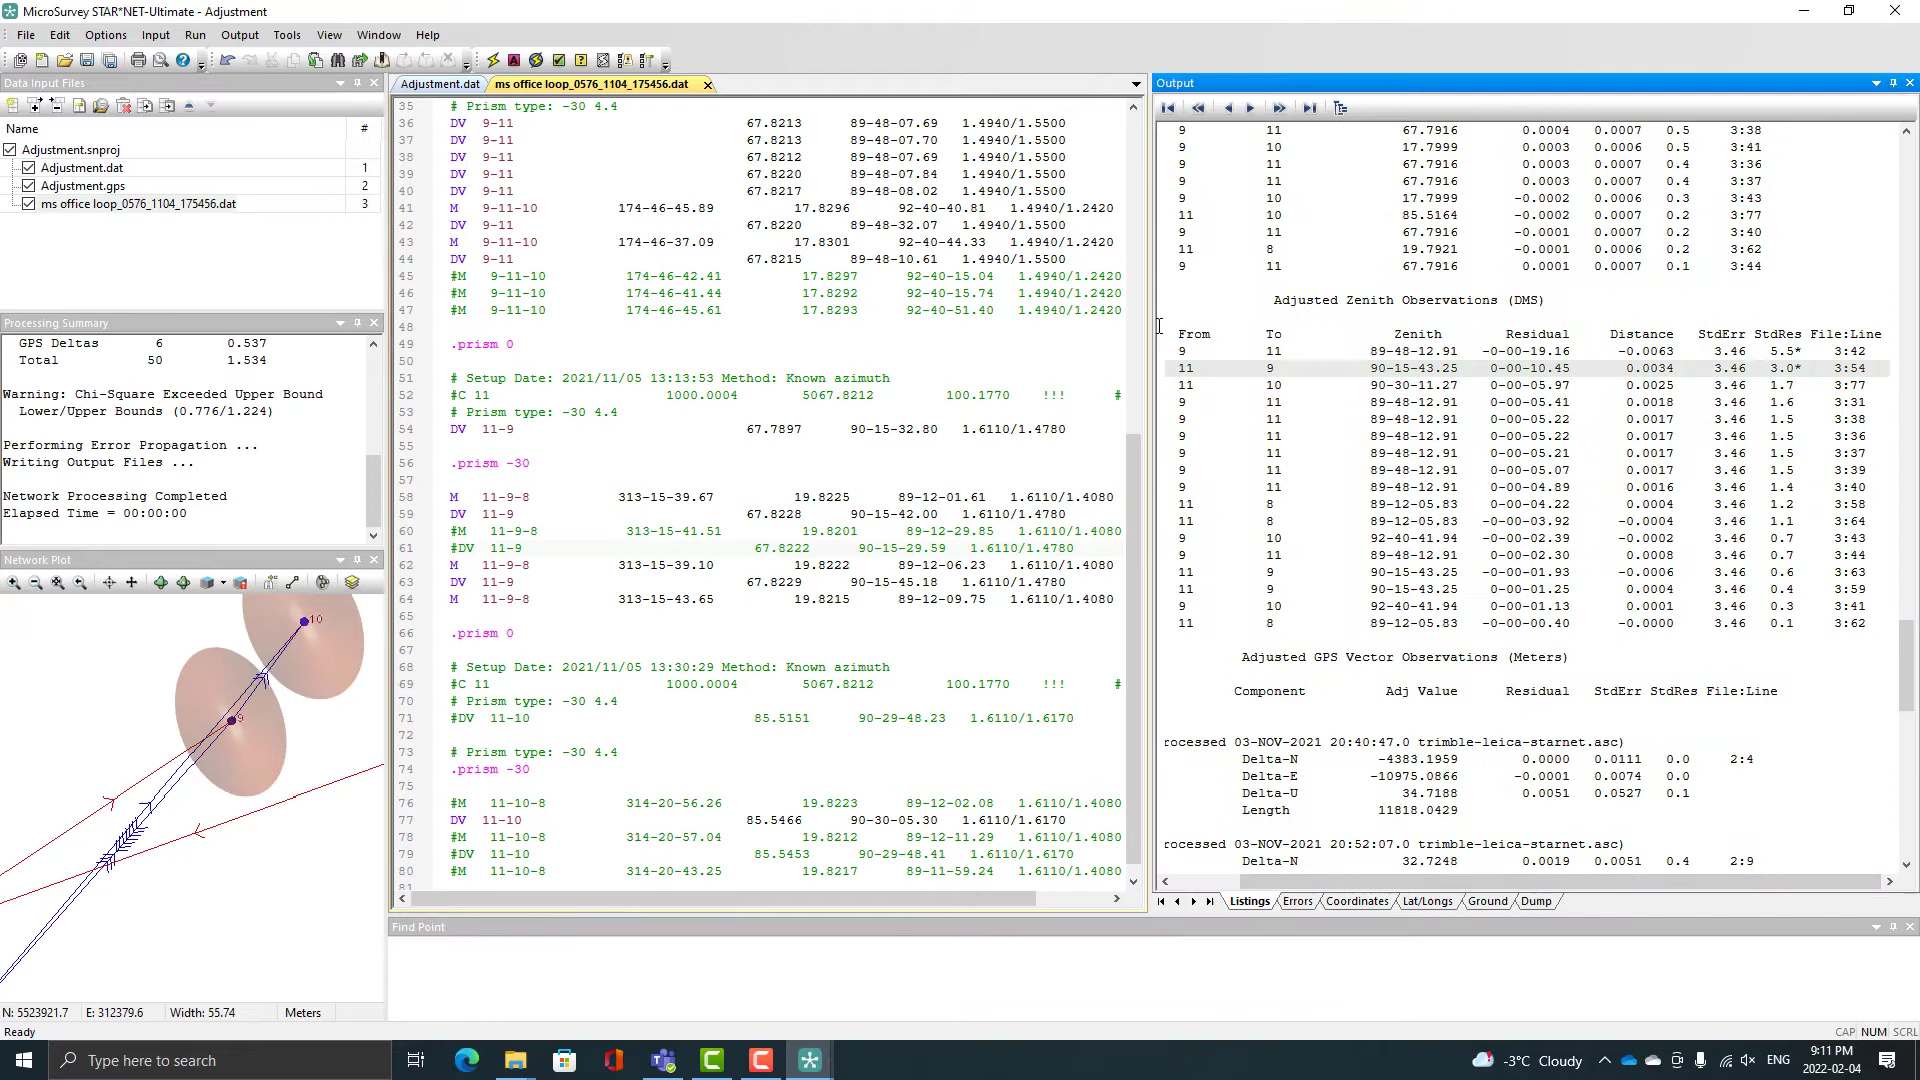 MicroSurvey STAR*NET-Ultimate - Adjustment
File Edit Options Input Run Output Tools View Window Help
Data Input Files
Name #
Adjustment.snproj
Adjustment.dat 1
Adjustment.gps 2
ms office loop_0576_1104_175456.dat 3
Processing Summary
GPS Deltas 6 0.537
Total 50 1.534
Warning: Chi-Square Exceeded Upper Bound
Lower/Upper Bounds (0.776/1.224)
Performing Error Propagation ...
Writing Output Files ...
Network Processing Completed
Elapsed Time = 00:00:00
Network Plot
10
9
N: 5523921.7 E: 312379.6 Width: 55.74 Meters
Adjustment.dat ms office loop_0576_1104_175456.dat
35 # Prism type: -30 4.4
36 DV 9-11 67.8213 89-48-07.69 1.4940/1.5500
37 DV 9-11 67.8213 89-48-07.70 1.4940/1.5500
38 DV 9-11 67.8212 89-48-07.69 1.4940/1.5500
39 DV 9-11 67.8220 89-48-07.84 1.4940/1.5500
40 DV 9-11 67.8217 89-48-08.02 1.4940/1.5500
41 M 9-11-10 174-46-45.89 17.8296 92-40-40.81 1.4940/1.2420
42 DV 9-11 67.8220 89-48-32.07 1.4940/1.5500
43 M 9-11-10 174-46-37.09 17.8301 92-40-44.33 1.4940/1.2420
44 DV 9-11 67.8215 89-48-10.61 1.4940/1.5500
45 #M 9-11-10 174-46-42.41 17.8297 92-40-15.04 1.4940/1.2420
46 #M 9-11-10 174-46-41.44 17.8292 92-40-15.74 1.4940/1.2420
47 #M 9-11-10 174-46-45.61 17.8293 92-40-51.40 1.4940/1.2420
48
49 .prism 0
50
51 # Setup Date: 2021/11/05 13:13:53 Method: Known azimuth
52 #C 11 1000.0004 5067.8212 100.1770 !!! #
53 # Prism type: -30 4.4
54 DV 11-9 67.7897 90-15-32.80 1.6110/1.4780
55
56 .prism -30
57
58 M 11-9-8 313-15-39.67 19.8225 89-12-01.61 1.6110/1.4080
59 DV 11-9 67.8228 90-15-42.00 1.6110/1.4780
60 #M 11-9-8 313-15-41.51 19.8201 89-12-29.85 1.6110/1.4080
61 #DV 11-9 67.8222 90-15-29.59 1.6110/1.4780
62 M 11-9-8 313-15-39.10 19.8222 89-12-06.23 1.6110/1.4080
63 DV 11-9 67.8229 90-15-45.18 1.6110/1.4780
64 M 11-9-8 313-15-43.65 19.8215 89-12-09.75 1.6110/1.4080
65
66 .prism 0
67
68 # Setup Date: 2021/11/05 13:30:29 Method: Known azimuth
69 #C 11 1000.0004 5067.8212 100.1770 !!! #
70 # Prism type: -30 4.4
71 #DV 11-10 85.5151 90-29-48.23 1.6110/1.6170
72
73 # Prism type: -30 4.4
74 .prism -30
75
76 #M 11-10-8 314-20-56.26 19.8223 89-12-02.08 1.6110/1.4080
77 DV 11-10 85.5466 90-30-05.30 1.6110/1.6170
78 #M 11-10-8 314-20-57.04 19.8212 89-12-11.29 1.6110/1.4080
79 #DV 11-10 85.5453 90-29-48.41 1.6110/1.6170
80 #M 11-10-8 314-20-43.25 19.8217 89-11-59.24 1.6110/1.4080
81
Output
9 11 67.7916 0.0004 0.0007 0.5 3:38
9 10 17.7999 0.0003 0.0006 0.5 3:41
9 11 67.7916 0.0003 0.0007 0.4 3:36
9 11 67.7916 0.0003 0.0007 0.4 3:37
9 10 17.7999 -0.0002 0.0006 0.3 3:43
11 10 85.5164 -0.0002 0.0007 0.2 3:77
9 11 67.7916 -0.0001 0.0007 0.2 3:40
11 8 19.7921 -0.0001 0.0006 0.2 3:62
9 11 67.7916 0.0001 0.0007 0.1 3:44
Adjusted Zenith Observations (DMS)
From To Zenith Residual Distance StdErr StdRes File:Line
9 11 89-48-12.91 -0-00-19.16 -0.0063 3.46 5.5* 3:42
11 9 90-15-43.25 0-00-10.45 0.0034 3.46 3.0* 3:54
11 10 90-30-11.27 0-00-05.97 0.0025 3.46 1.7 3:77
9 11 89-48-12.91 0-00-05.41 0.0018 3.46 1.6 3:31
9 11 89-48-12.91 0-00-05.22 0.0017 3.46 1.5 3:38
9 11 89-48-12.91 0-00-05.22 0.0017 3.46 1.5 3:36
9 11 89-48-12.91 0-00-05.21 0.0017 3.46 1.5 3:37
9 11 89-48-12.91 0-00-05.07 0.0017 3.46 1.5 3:39
9 11 89-48-12.91 0-00-04.89 0.0016 3.46 1.4 3:40
11 8 89-12-05.83 0-00-04.22 0.0004 3.46 1.2 3:58
11 8 89-12-05.83 -0-00-03.92 -0.0004 3.46 1.1 3:64
9 10 92-40-41.94 -0-00-02.39 -0.0002 3.46 0.7 3:43
9 11 89-48-12.91 0-00-02.30 0.0008 3.46 0.7 3:44
11 9 90-15-43.25 -0-00-01.93 -0.0006 3.46 0.6 3:63
11 9 90-15-43.25 0-00-01.25 0.0004 3.46 0.4 3:59
9 10 92-40-41.94 0-00-01.13 0.0001 3.46 0.3 3:41
11 8 89-12-05.83 -0-00-00.40 -0.0000 3.46 0.1 3:62
Adjusted GPS Vector Observations (Meters)
Component Adj Value Residual StdErr StdRes File:Line
rocessed 03-NOV-2021 20:40:47.0 trimble-leica-starnet.asc)
Delta-N -4383.1959 0.0000 0.0111 0.0 2:4
Delta-E -10975.0866 -0.0001 0.0074 0.0
Delta-U 34.7188 0.0051 0.0527 0.1
Length 11818.0429
rocessed 03-NOV-2021 20:52:07.0 trimble-leica-starnet.asc)
Delta-N 32.7248 0.0019 0.0051 0.4 2:9
Listings Errors Coordinates Lat/Longs Ground Dump
Find Point
Ready CAP NUM SCRL
Type here to search
-3°C Cloudy ENG 9:11 PM
2022-02-04